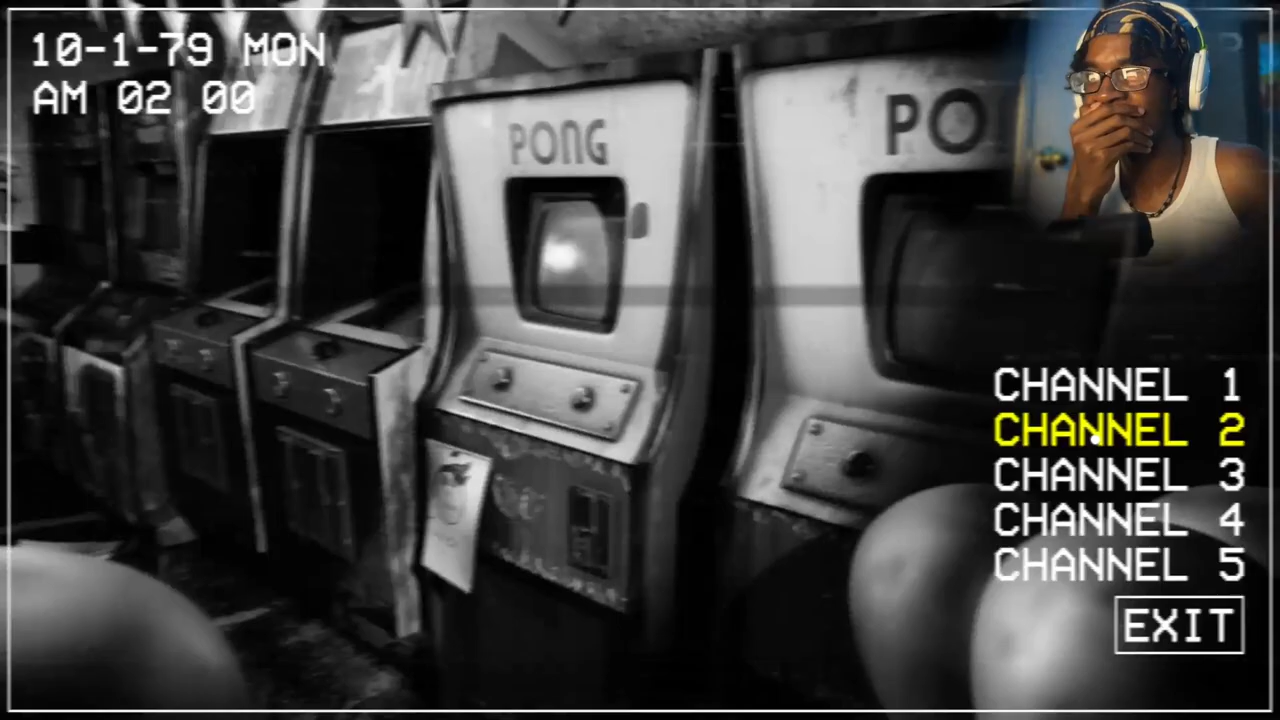 10-1-79 MON
AM 02 00
PONG
PO
CHANNEL 1
CHANNEL 2
CHANNEL 3
CHANNEL 4
CHANNEL 5
EXIT